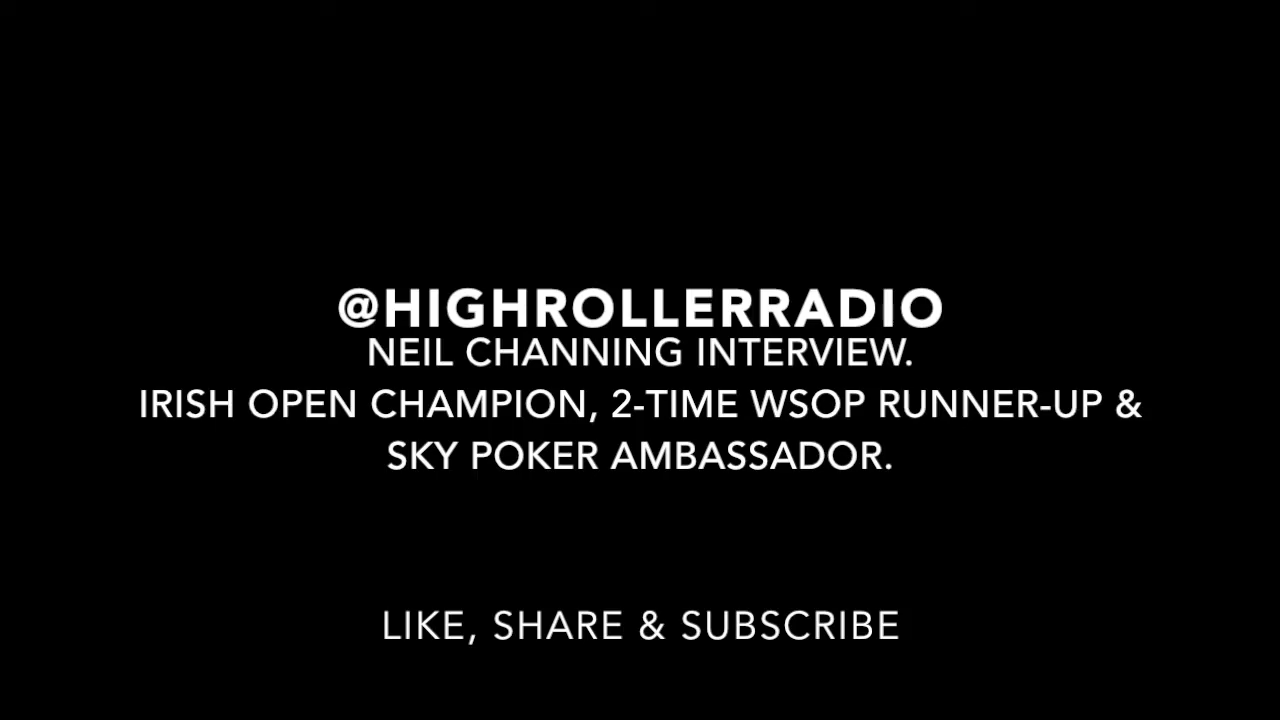 @HIGHROLLERRADIO
NEIL CHANNING INTERVIEW.
IRISH OPEN CHAMPION, 2-TIME WSOP RUNNER-UP &
SKY POKER AMBASSADOR.
LIKE, SHARE & SUBSCRIBE